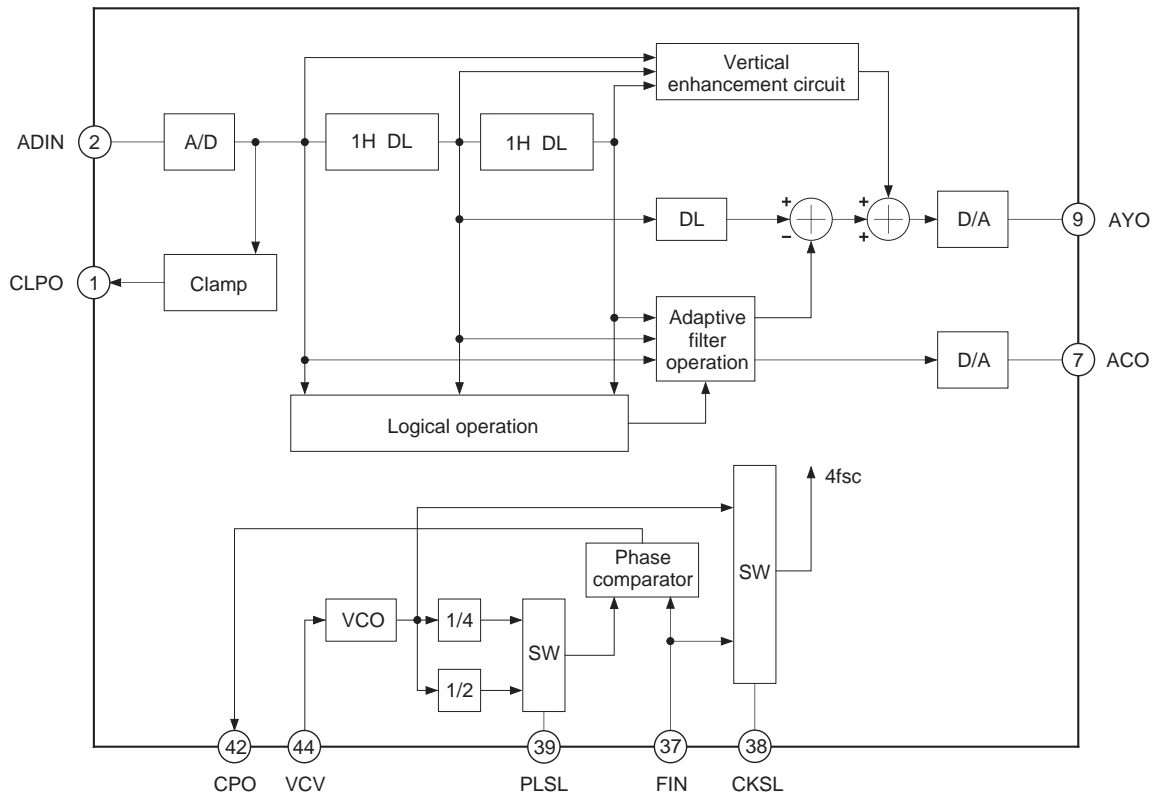 Vertical
enhancement circuit
ADIN 2 A/D 1H DL 1H DL
+ + DL D/A 9 AYO
− +
CLPO 1 Clamp
Adaptive
filter
operation
D/A 7 ACO
Logical operation
4fsc
Phase
comparator
SW
VCO 1/4
SW
1/2
42 44 39 37 38
CPO VCV PLSL FIN CKSL